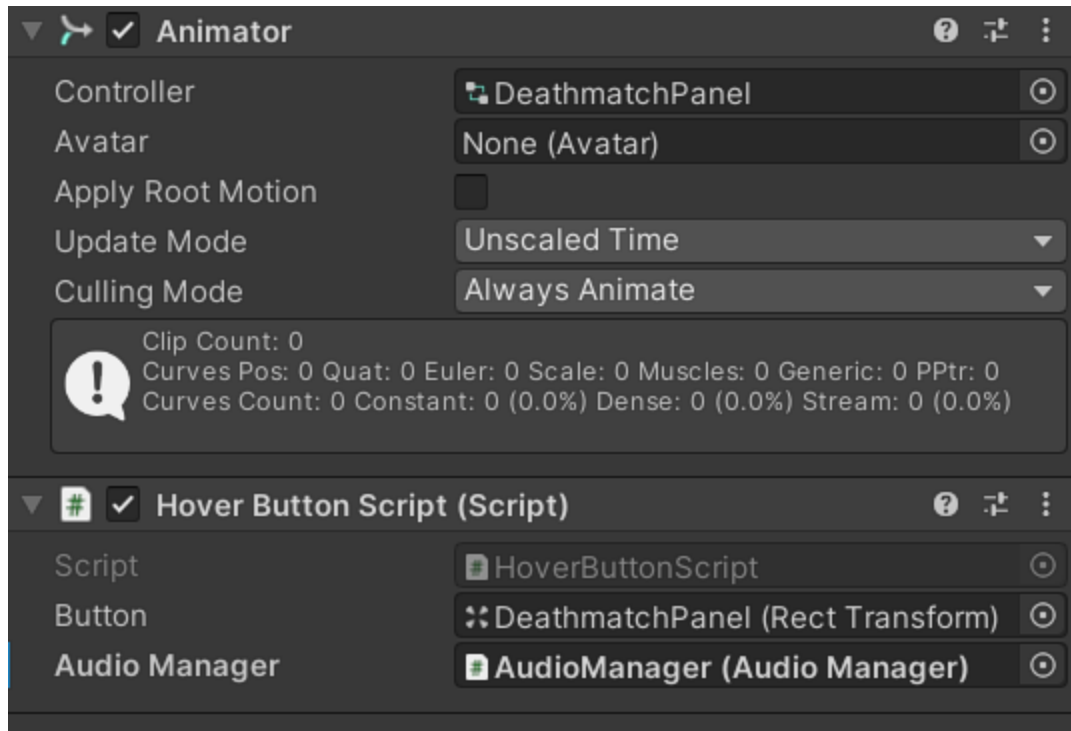 Animator
Controller DeathmatchPanel
Avatar None (Avatar)
Apply Root Motion
Update Mode Unscaled Time
Culling Mode Always Animate
Clip Count: 0
Curves Pos: 0 Quat: 0 Euler: 0 Scale: 0 Muscles: 0 Generic: 0 PPtr: 0
Curves Count: 0 Constant: 0 (0.0%) Dense: 0 (0.0%) Stream: 0 (0.0%)
# Hover Button Script (Script)
Script # HoverButtonScript
Button DeathmatchPanel (Rect Transform)
Audio Manager # AudioManager (Audio Manager)